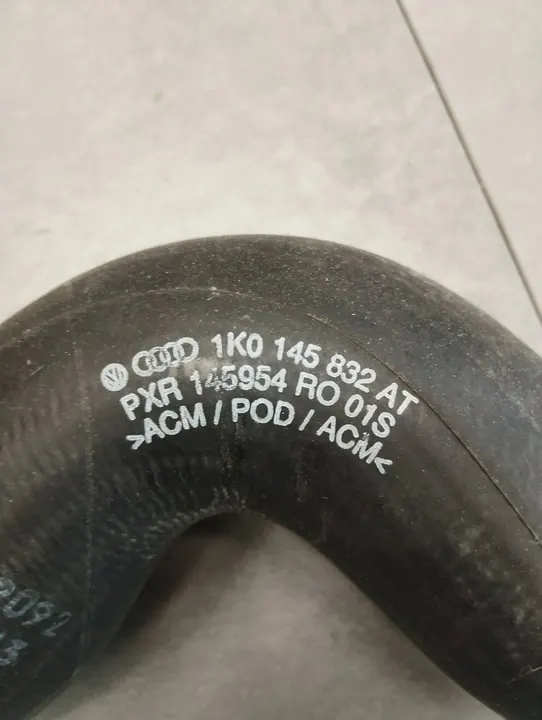 1K0 145 832 AT
PXR 145954 RO 01S
>ACM / POD / ACM<